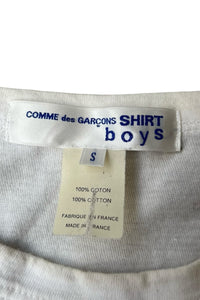 COMME des GARÇONS SHIRT
boys
S
100% COTON
100% COTTON
FABRIQUE EN FRANCE
MADE IN FRANCE